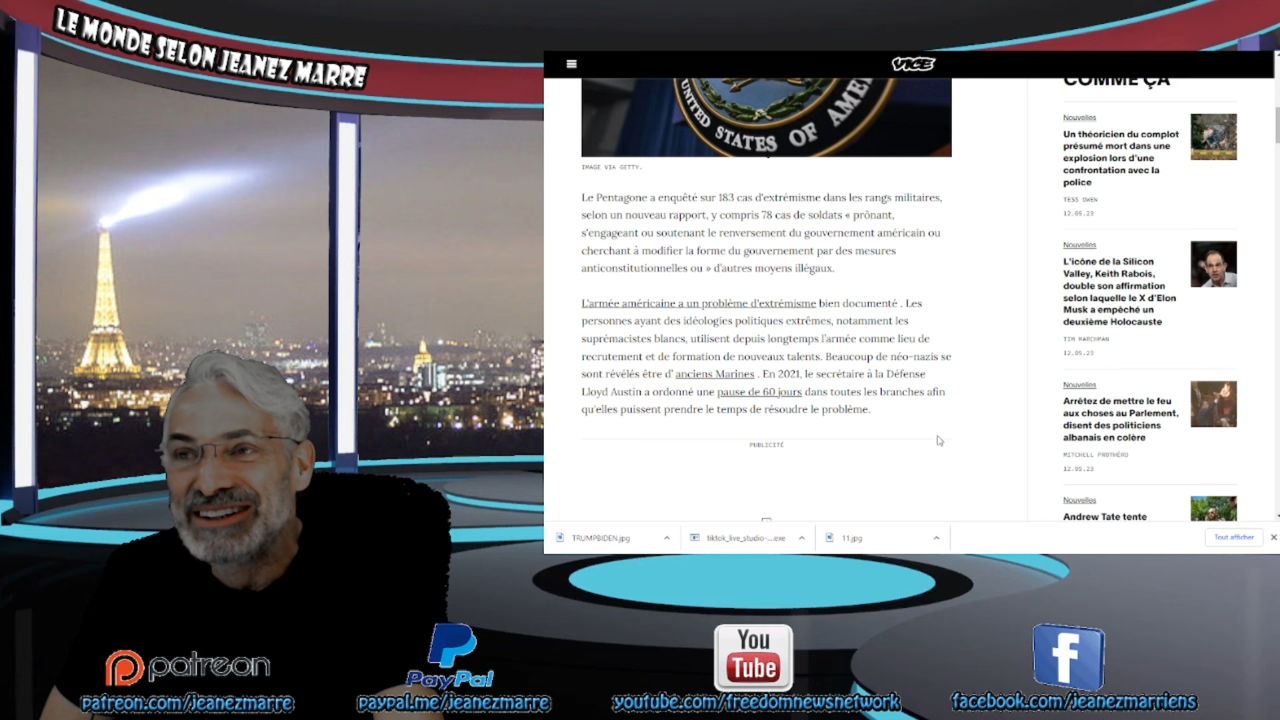 LE MONDE SELON JEANEZ MARRE
VICE
UNITED STATES OF AMERICA
IMAGE VIA GETTY.
Le Pentagone a enquêté sur 183 cas d'extrémisme dans les rangs militaires,
selon un nouveau rapport, y compris 78 cas de soldats « prônant,
s'engageant ou soutenant le renversement du gouvernement américain ou
cherchant à modifier la forme du gouvernement par des mesures
anticonstitutionnelles ou » d'autres moyens illégaux.
L'armée américaine a un problème d'extrémisme bien documenté . Les
personnes ayant des idéologies politiques extrêmes, notamment les
suprémacistes blancs, utilisent depuis longtemps l'armée comme lieu de
recrutement et de formation de nouveaux talents. Beaucoup de néo-nazis se
sont révélés être d' anciens Marines . En 2021, le secrétaire à la Défense
Lloyd Austin a ordonné une pause de 60 jours dans toutes les branches afin
qu'elles puissent prendre le temps de résoudre le problème.
PUBLICITÉ
COMME ÇA
Nouvelles
Un théoricien du complot
présumé mort dans une
explosion lors d'une
confrontation avec la
police
TESS OWEN
12.05.23
Nouvelles
L'icône de la Silicon
Valley, Keith Rabois,
double son affirmation
selon laquelle le X d'Elon
Musk a empêché un
deuxième Holocauste
TIM MARCHMAN
12.05.23
Nouvelles
Arrêtez de mettre le feu
aux choses au Parlement,
disent des politiciens
albanais en colère
MITCHELL PROTHERO
12.05.23
Nouvelles
Andrew Tate tente
TRUMPBIDEN.jpg
tiktok_live_studio-....exe
11.jpg
Tout afficher
patreon
PayPal
You
Tube
f
patreon.com/jeanezmarre
paypal.me/jeanezmarre
youtube.com/freedomnewsnetwork
facebook.com/jeanezmarriens